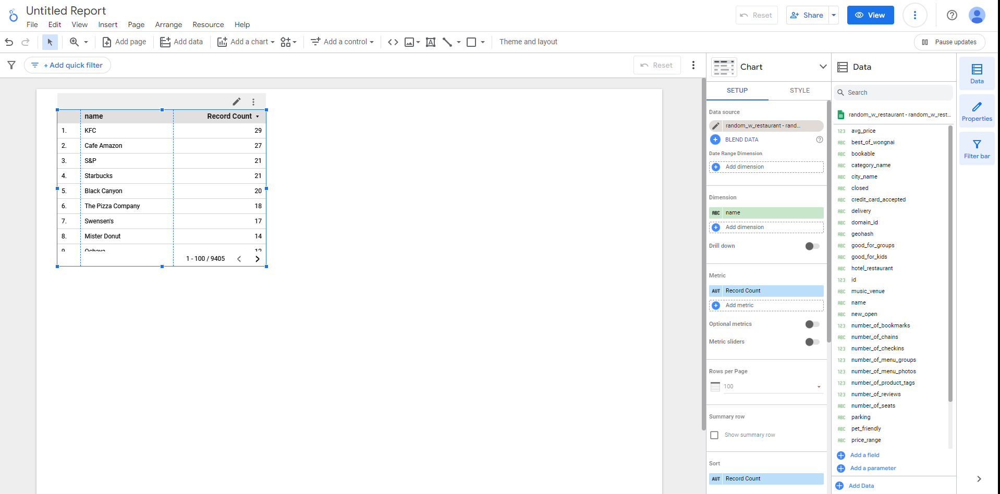 Untitled Report
File Edit View Insert Page Arrange Resource Help
Reset
Share
View
Add page
Add data
Add a chart
Add a control
Theme and layout
Pause updates
+ Add quick filter
Reset
name Record Count
1. KFC 29
2. Cafe Amazon 27
3. S&P 21
4. Starbucks 21
5. Black Canyon 20
6. The Pizza Company 18
7. Swensen's 17
8. Mister Donut 14
9. Ochaya 12
1 - 100 / 9405
Chart
SETUP STYLE
Data source
random_w_restaurant - rand...
BLEND DATA
Date Range Dimension
Add dimension
Dimension
ABC name
Add dimension
Drill down
Metric
AUT Record Count
Add metric
Optional metrics
Metric sliders
Rows per Page
100
Summary row
Show summary row
Sort
AUT Record Count
Data
Search
random_w_restaurant - random_w_rest...
123 avg_price
ABC best_of_wongnai
ABC bookable
ABC category_name
ABC city_name
ABC closed
ABC credit_card_accepted
ABC delivery
ABC domain_id
ABC geohash
ABC good_for_groups
ABC good_for_kids
ABC hotel_restaurant
123 id
ABC music_venue
ABC name
ABC new_open
123 number_of_bookmarks
ABC number_of_chains
123 number_of_checkins
123 number_of_menu_groups
123 number_of_menu_photos
123 number_of_product_tags
123 number_of_reviews
ABC number_of_seats
ABC parking
ABC pet_friendly
ABC price_range
Add a field
Add a parameter
Add Data
Data
Properties
Filter bar